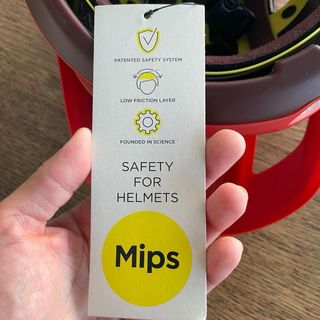 PATENTED SAFETY SYSTEM
LOW FRICTION LAYER
FOUNDED IN SCIENCE
SAFETY
FOR
HELMETS
Mips